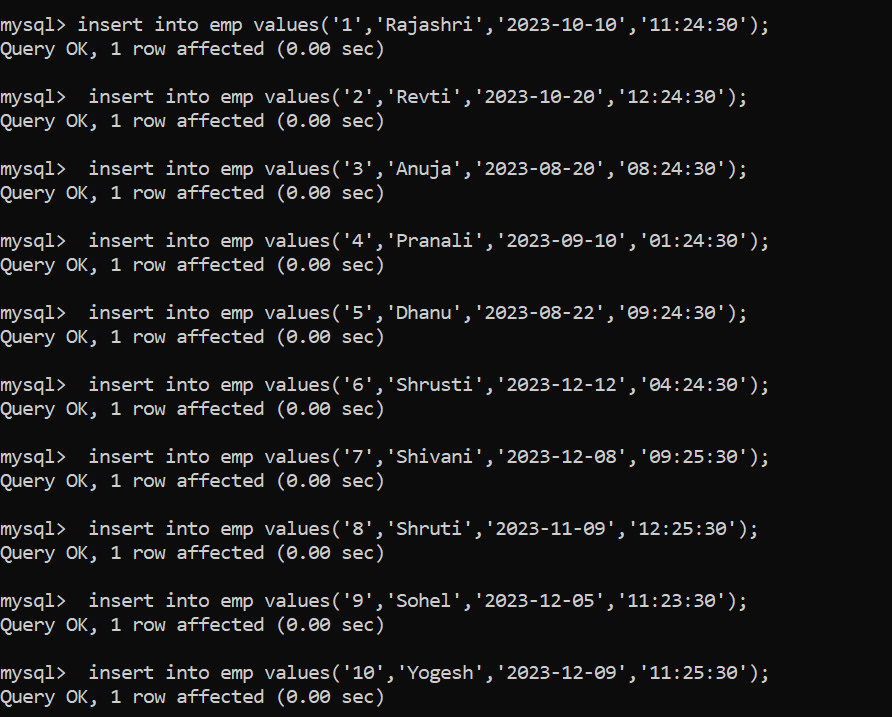 mysql> insert into emp values('1','Rajashri','2023-10-10','11:24:30');
Query OK, 1 row affected (0.00 sec)
mysql>  insert into emp values('2','Revti','2023-10-20','12:24:30');
Query OK, 1 row affected (0.00 sec)
mysql>  insert into emp values('3','Anuja','2023-08-20','08:24:30');
Query OK, 1 row affected (0.00 sec)
mysql>  insert into emp values('4','Pranali','2023-09-10','01:24:30');
Query OK, 1 row affected (0.00 sec)
mysql>  insert into emp values('5','Dhanu','2023-08-22','09:24:30');
Query OK, 1 row affected (0.00 sec)
mysql>  insert into emp values('6','Shrusti','2023-12-12','04:24:30');
Query OK, 1 row affected (0.00 sec)
mysql>  insert into emp values('7','Shivani','2023-12-08','09:25:30');
Query OK, 1 row affected (0.00 sec)
mysql>  insert into emp values('8','Shruti','2023-11-09','12:25:30');
Query OK, 1 row affected (0.00 sec)
mysql>  insert into emp values('9','Sohel','2023-12-05','11:23:30');
Query OK, 1 row affected (0.00 sec)
mysql>  insert into emp values('10','Yogesh','2023-12-09','11:25:30');
Query OK, 1 row affected (0.00 sec)